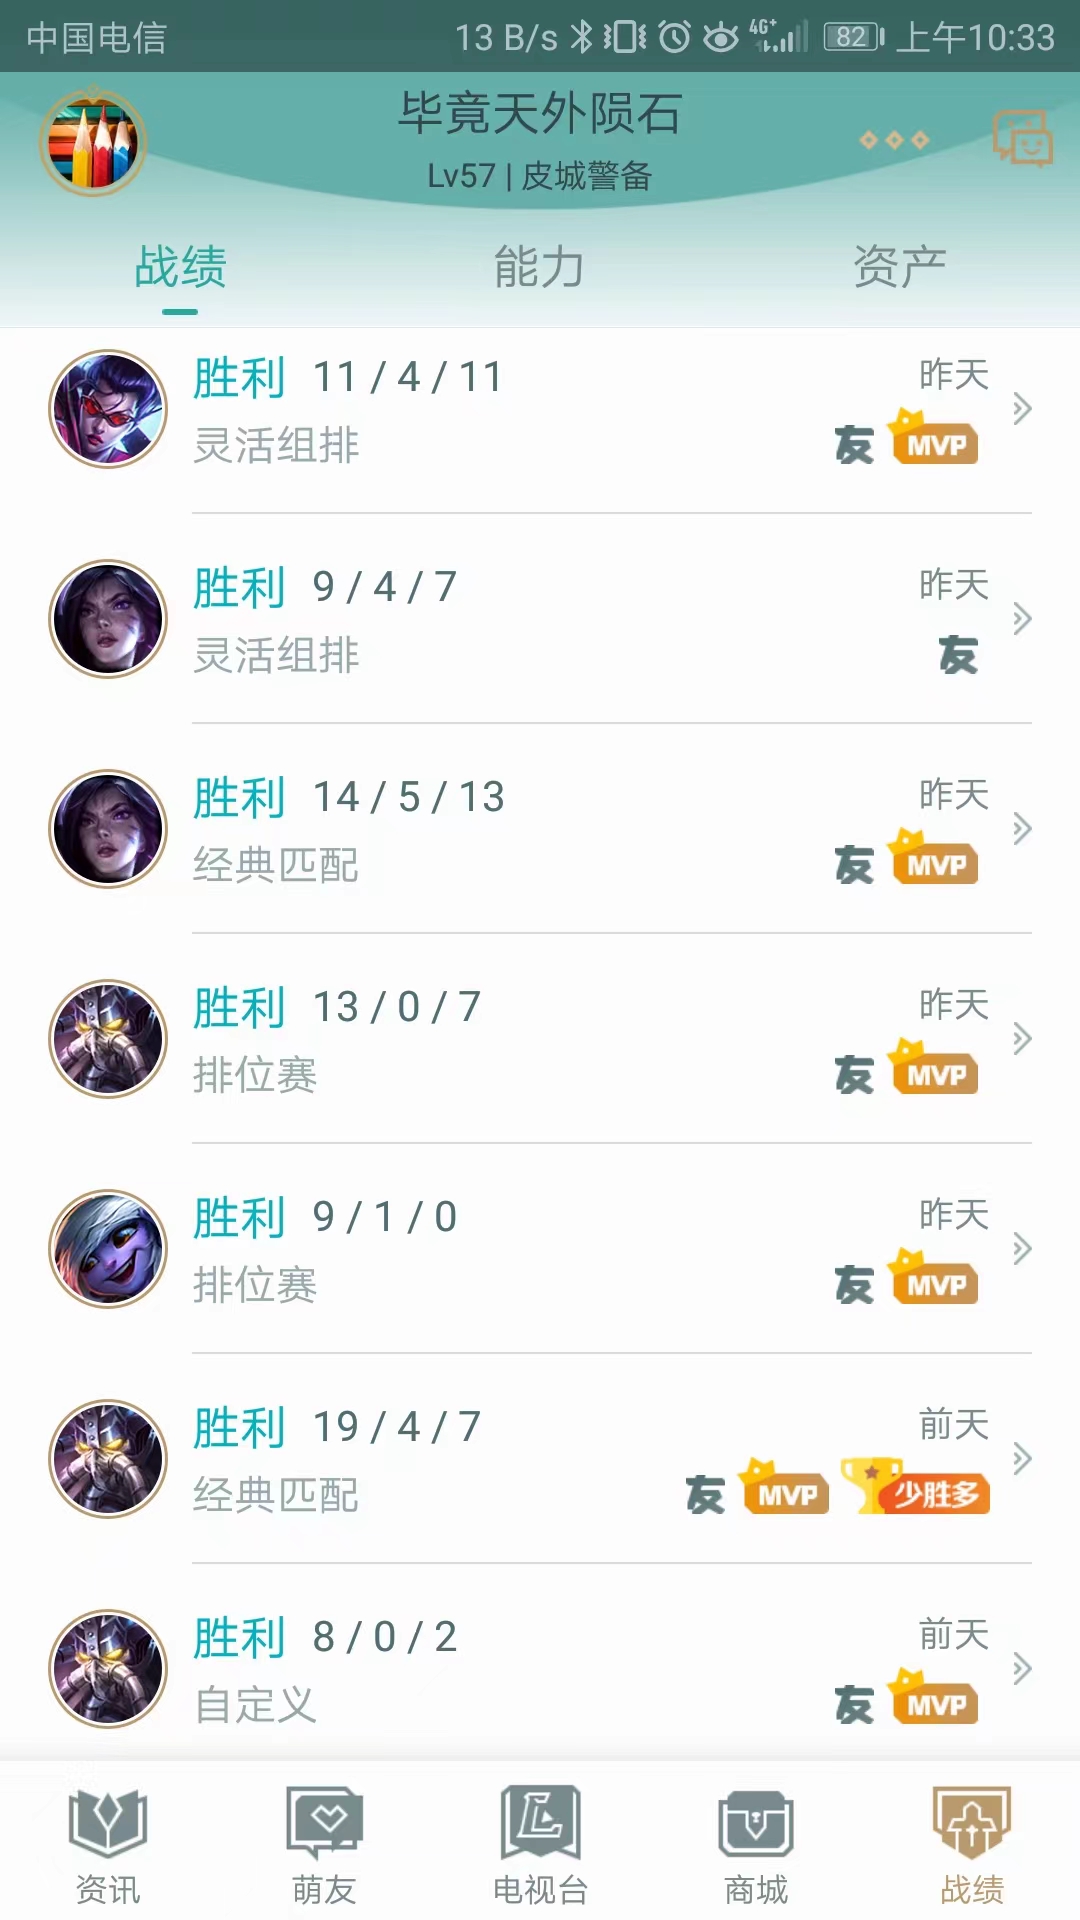 中国电信 13 B/s 4G+ 82 上午10:33
毕竟天外陨石
Lv57 | 皮城警备
战绩 能力 资产
胜利 11 / 4 / 11 昨天
灵活组排 友 MVP
胜利 9 / 4 / 7 昨天
灵活组排 友
胜利 14 / 5 / 13 昨天
经典匹配 友 MVP
胜利 13 / 0 / 7 昨天
排位赛 友 MVP
胜利 9 / 1 / 0 昨天
排位赛 友 MVP
胜利 19 / 4 / 7 前天
经典匹配 友 MVP 少胜多
胜利 8 / 0 / 2 前天
自定义 友 MVP
资讯 萌友 电视台 商城 战绩